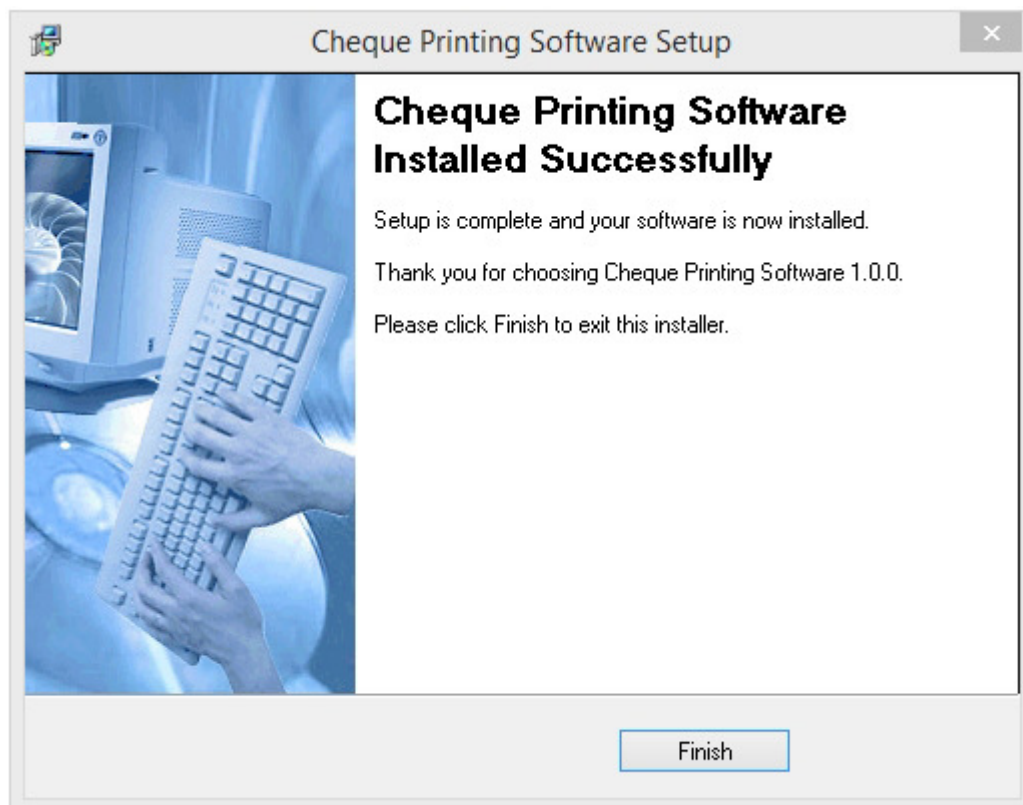 Cheque Printing Software Setup
Cheque Printing Software
Installed Successfully
Setup is complete and your software is now installed.
Thank you for choosing Cheque Printing Software 1.0.0.
Please click Finish to exit this installer.
Finish